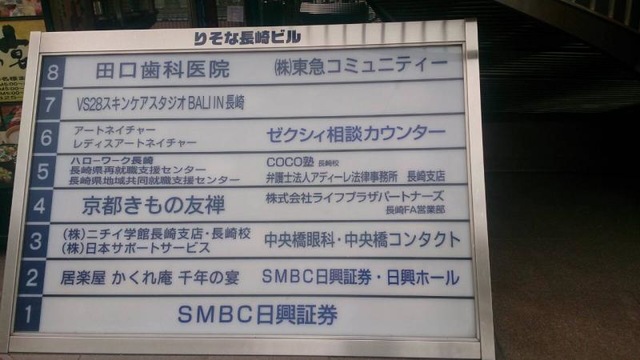 りそな長崎ビル
8 田口歯科医院 ㈱東急コミュニティー
7 VS28スキンケアスタジオBALI IN 長崎
6 アートネイチャー
レディスアートネイチャー ゼクシィ相談カウンター
5 ハローワーク長崎
長崎県再就職支援センター
長崎県地域共同就職支援センター
COCO塾 長崎校
弁護士法人アディーレ法律事務所 長崎支店
4 京都きもの友禅 株式会社ライフプラザパートナーズ
長崎FA営業部
3 (株)ニチイ学館長崎支店・長崎校
(株)日本サポートサービス 中央橋眼科・中央橋コンタクト
2 居楽屋 かくれ庵 千年の宴 SMBC日興証券・日興ホール
1 SMBC日興証券